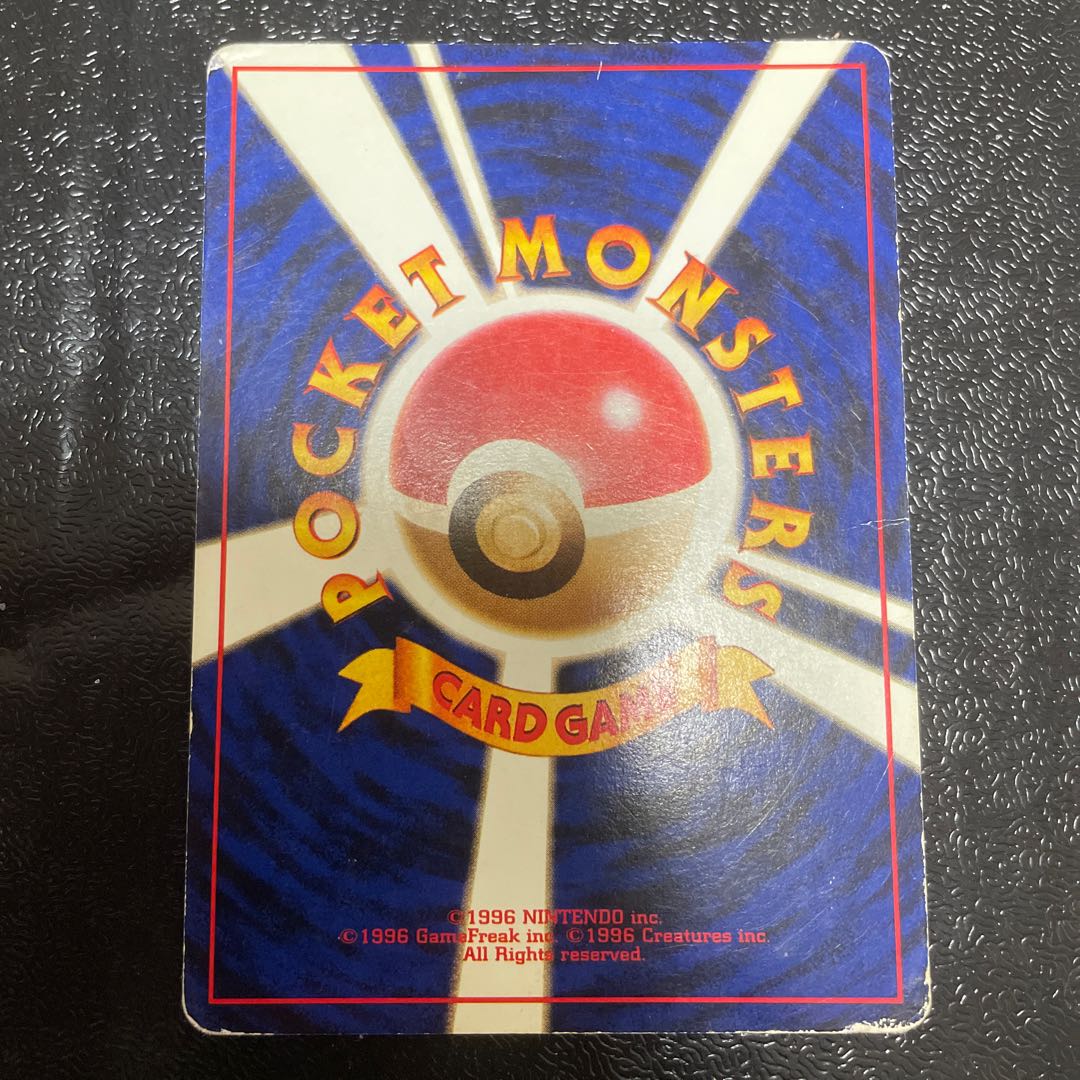 POCKET MONSTERS
CARD GAME
©1996 NINTENDO inc.
©1996 GameFreak inc. ©1996 Creatures inc.
All Rights reserved.